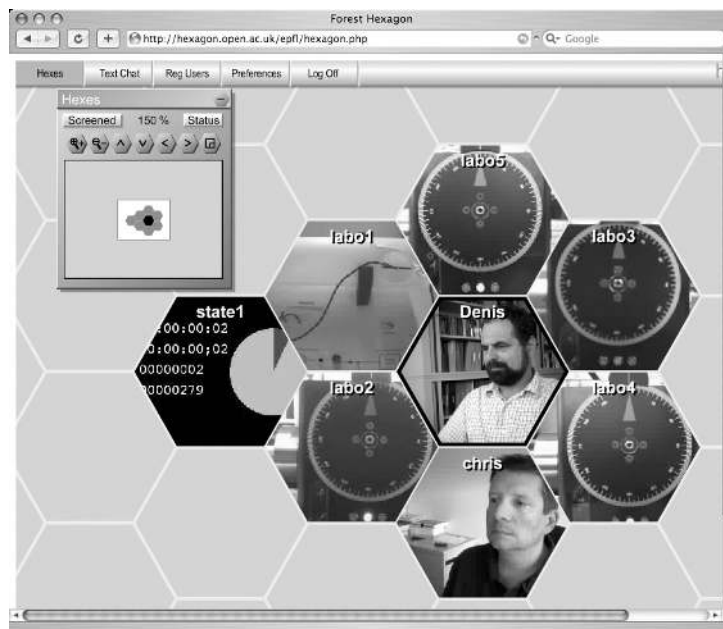 Forest Hexagon
http://hexagon.open.ac.uk/epfl/hexagon.php
Google
Hexes
Text Chat
Reg Users
Preferences
Log Off
Hexes
Screened
150 %
Status
labo5
labo1
labo3
state1
Denis
:00:00:02
0:00:00;02
00000002
00000279
labo2
labo4
chris